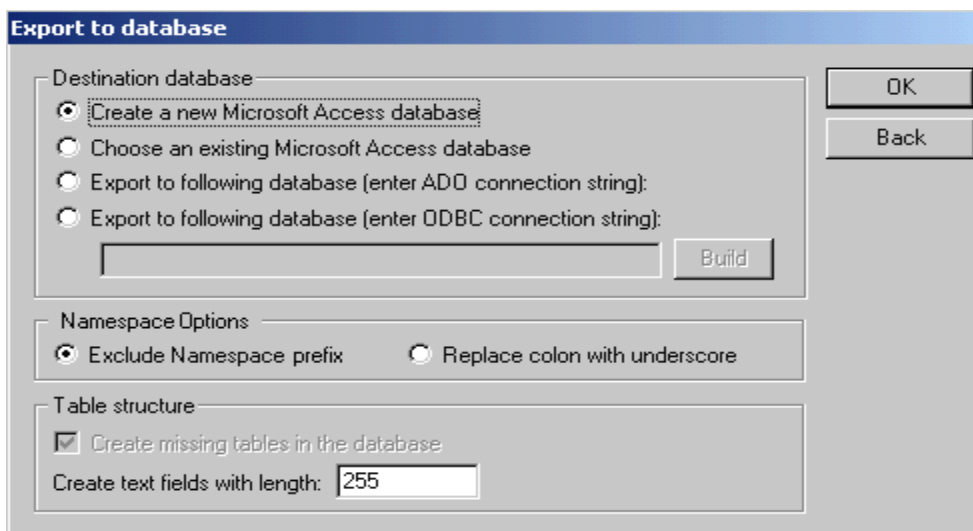 Export to database
Destination database
OK
Create a new Microsoft Access database
Back
Choose an existing Microsoft Access database
Export to following database (enter ADO connection string):
Export to following database (enter ODBC connection string):
Build
Namespace Options
Exclude Namespace prefix Replace colon with underscore
Table structure
Create missing tables in the database
Create text fields with length: 255